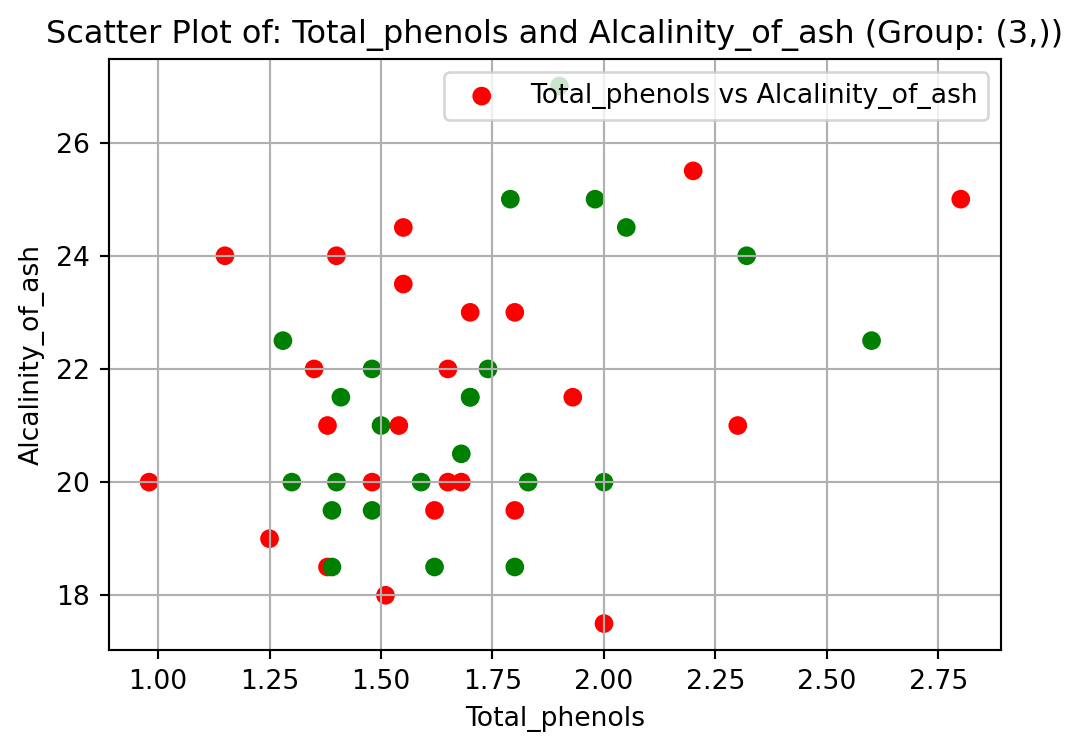 Scatter Plot of: Total_phenols and Alcalinity_of_ash (Group: (3,))
Total_phenols vs Alcalinity_of_ash
Alcalinity_of_ash
26
24
22
20
18
1.00 1.25 1.50 1.75 2.00 2.25 2.50 2.75
Total_phenols